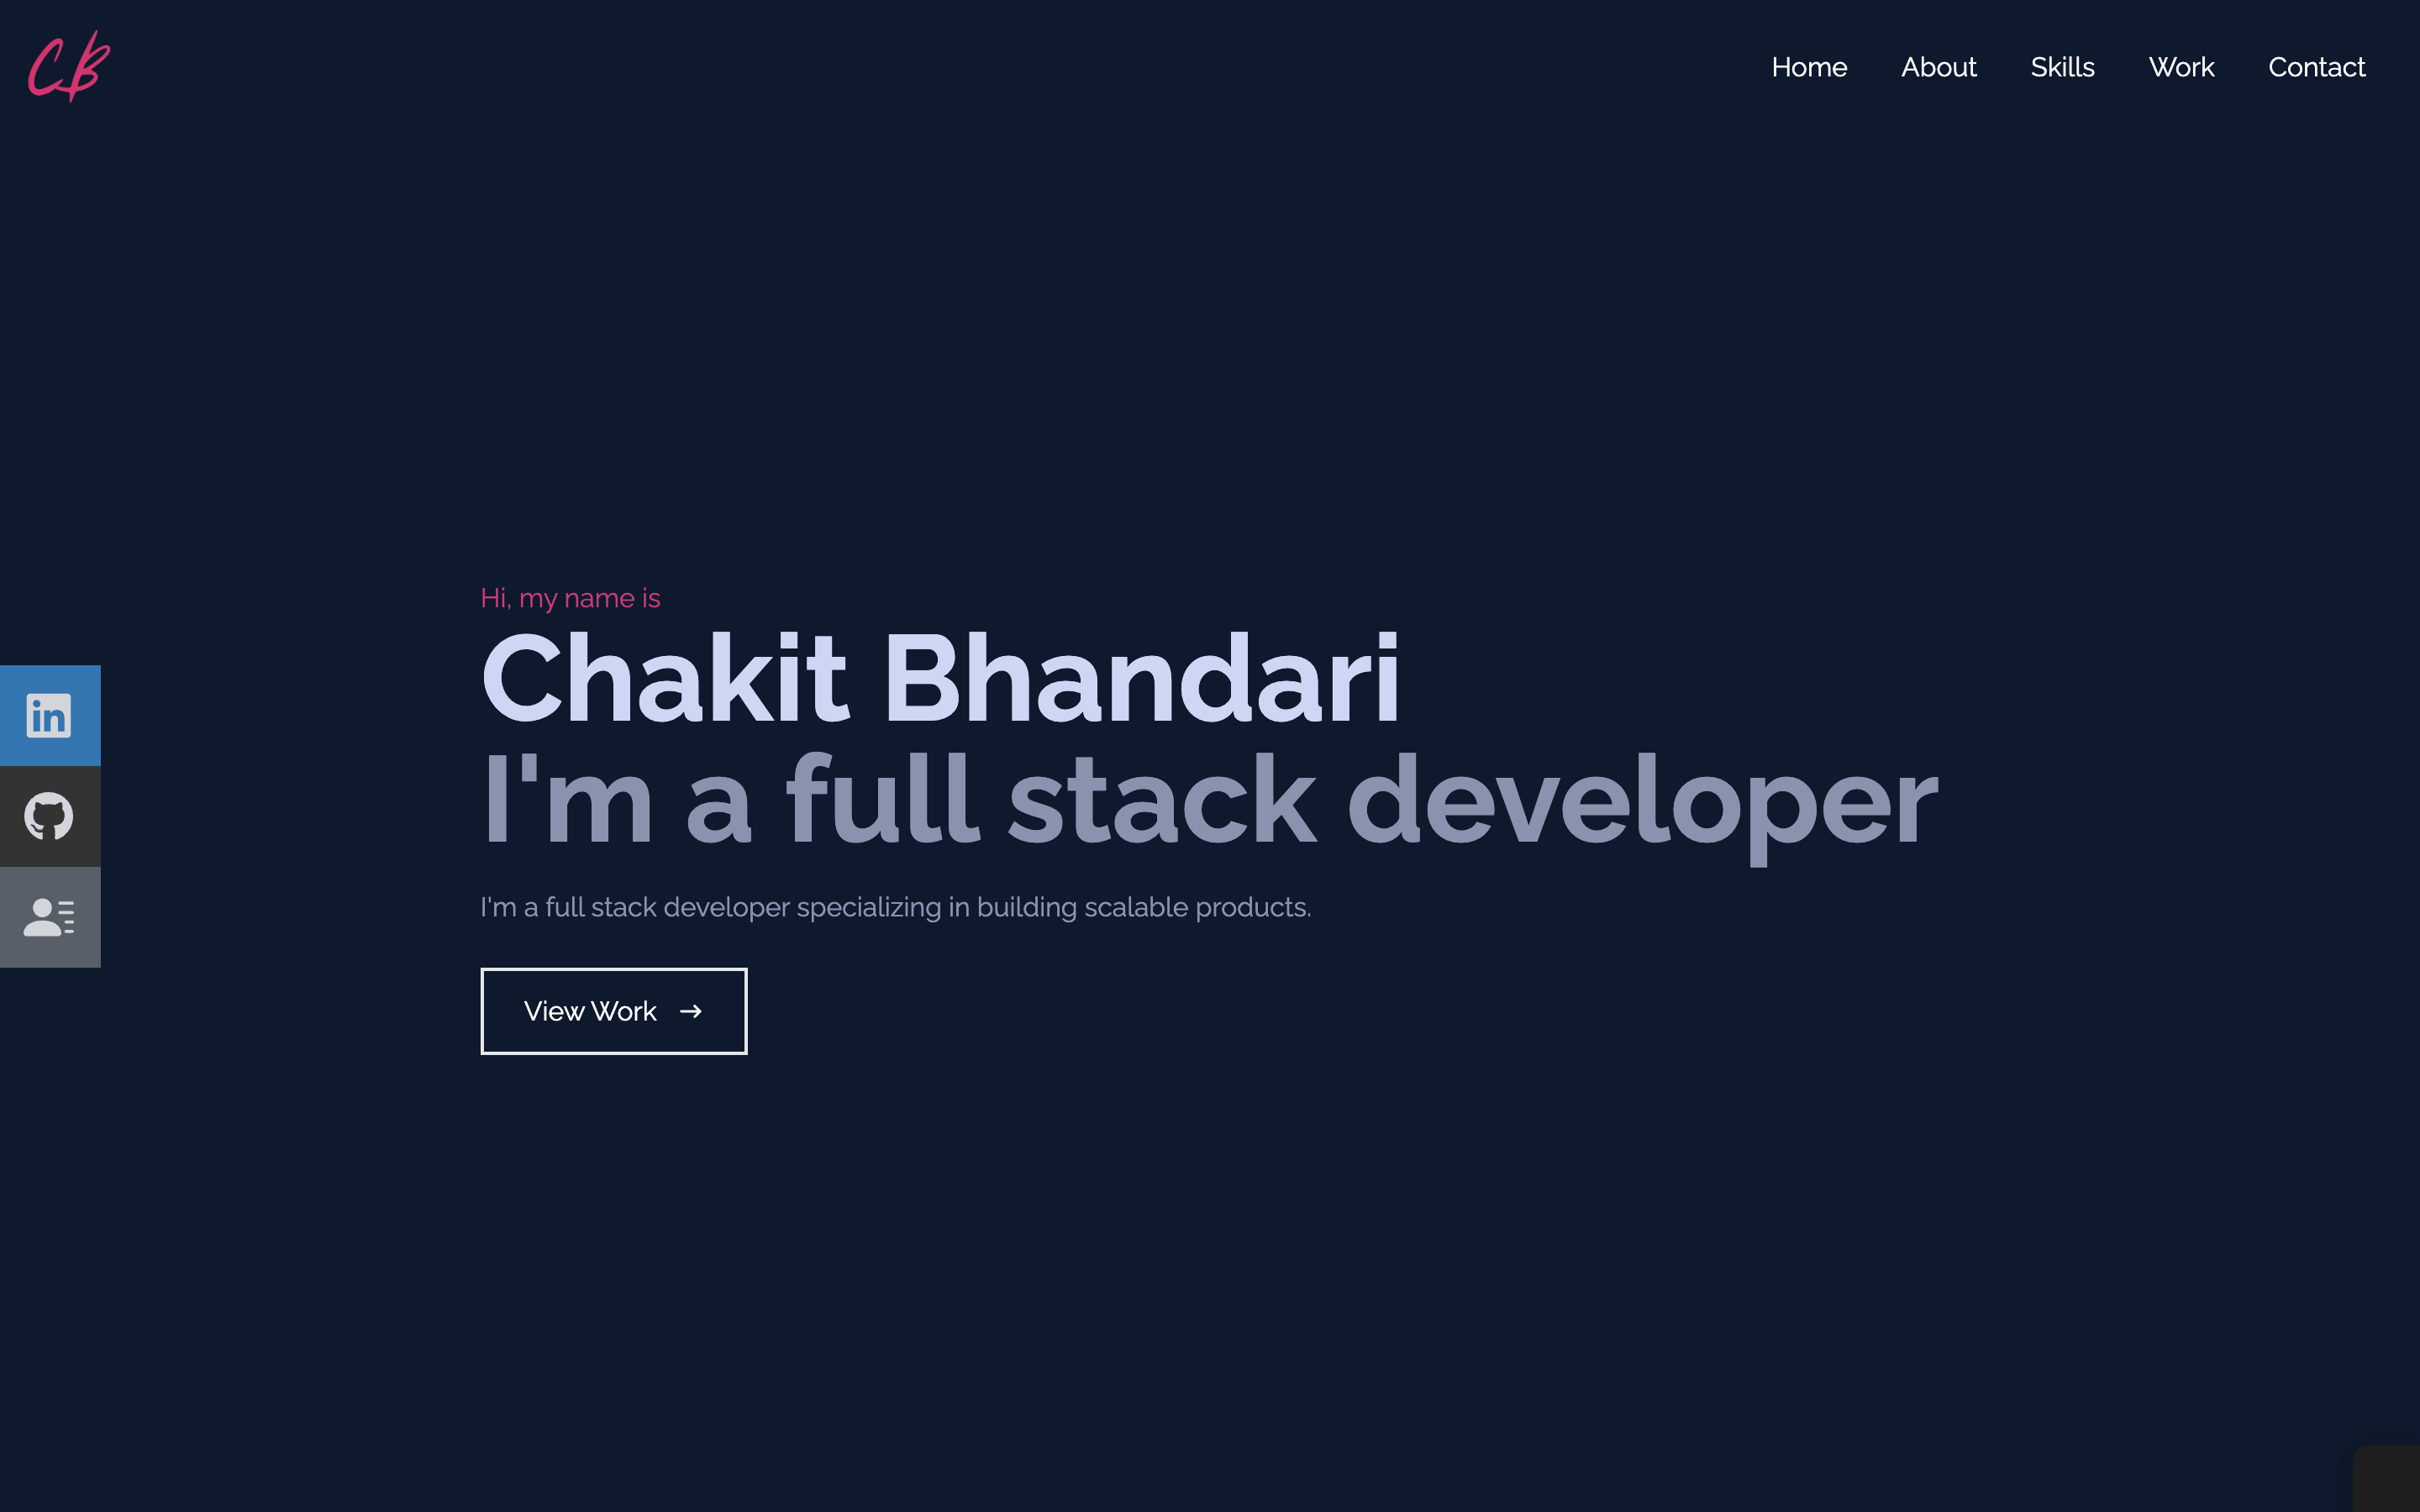 CB
Home About Skills Work Contact
Hi, my name is
Chakit Bhandari
I'm a full stack developer
in
I'm a full stack developer specializing in building scalable products.
View Work →